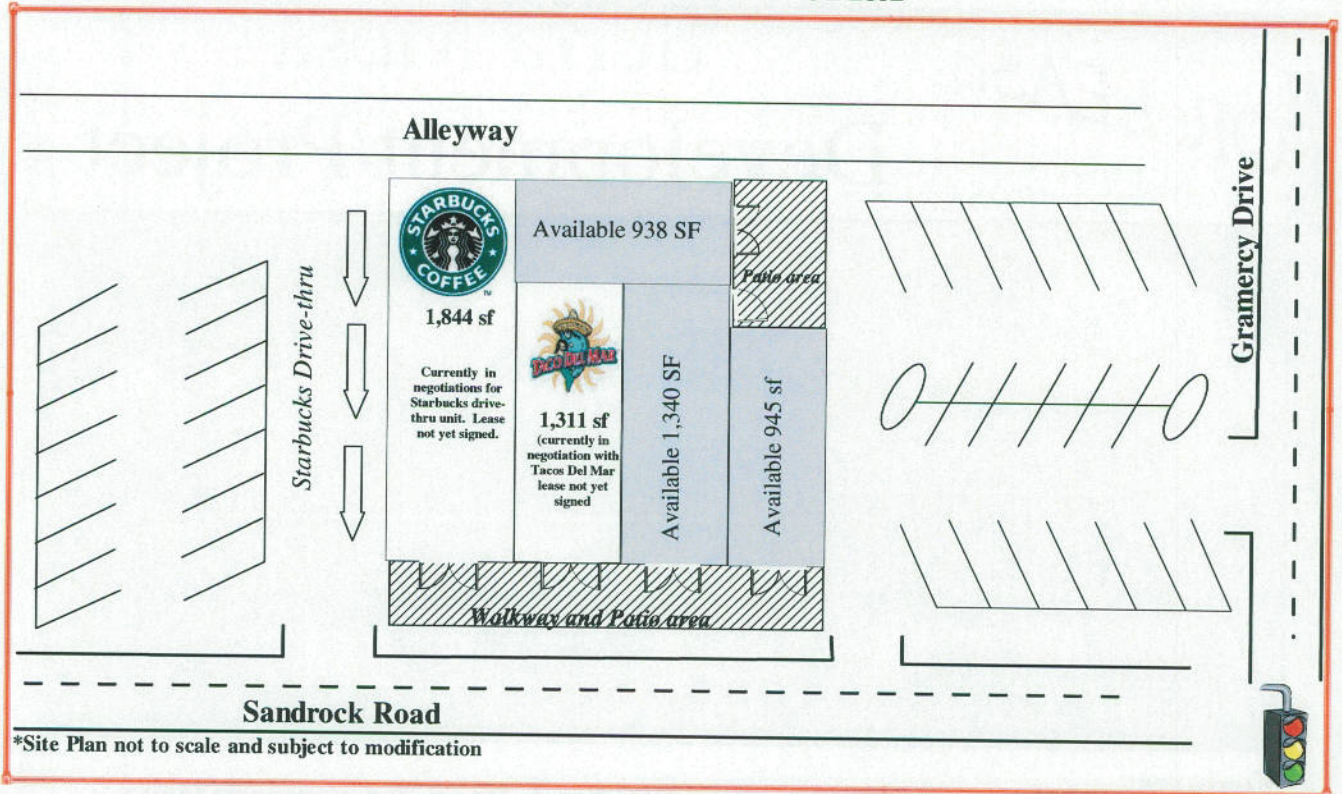 Alleyway
Gramercy Drive
Starbucks Drive-thru
STARBUCKS
COFFEE
TM
1,844 sf
Currently in
negotiations for
Starbucks drive-
thru unit. Lease
not yet signed.
Available 938 SF
TACO DEL MAR
1,311 sf
(currently in
negotiation with
Tacos Del Mar
lease not yet
signed
Available 1,340 SF
Patio area
Available 945 sf
Walkway and Patio area
Sandrock Road
*Site Plan not to scale and subject to modification